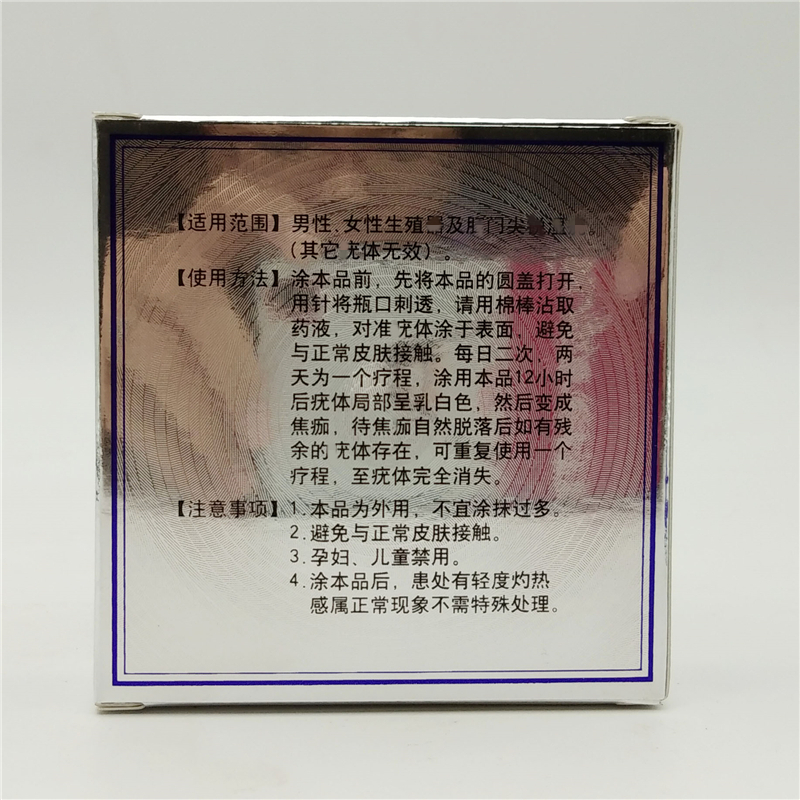 【适用范围】男性、女性生殖及肛门尖
（其它疣体无效）。
【使用方法】涂本品前，先将本品的圆盖打开，
用针将瓶口刺透，请用棉棒沾取
药液，对准疣体涂于表面，避免
与正常皮肤接触。每日二次，两
天为一个疗程，涂用本品12小时
后疣体局部呈乳白色，然后变成
焦痂，待焦痂自然脱落后如有残
余的疣体存在，可重复使用一个
疗程，至疣体完全消失。
【注意事项】1.本品为外用，不宜涂抹过多。
2.避免与正常皮肤接触。
3.孕妇、儿童禁用。
4.涂本品后，患处有轻度灼热
感属正常现象不需特殊处理。